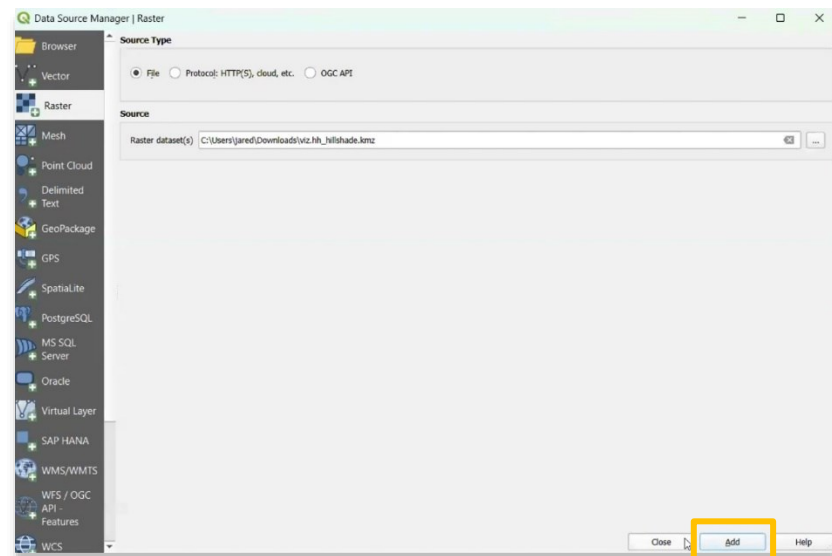 Data Source Manager | Raster
Browser
Vector
Raster
Mesh
Point Cloud
Delimited
Text
GeoPackage
GPS
SpatiaLite
PostgreSQL
MS SQL
Server
Oracle
Virtual Layer
SAP HANA
WMS/WMTS
WFS / OGC
API -
Features
WCS
Source Type
File Protocol: HTTP(S), cloud, etc. OGC API
Source
Raster dataset(s) C:\Users\jared\Downloads\viz.hh_hillshade.kmz ...
Close Add Help